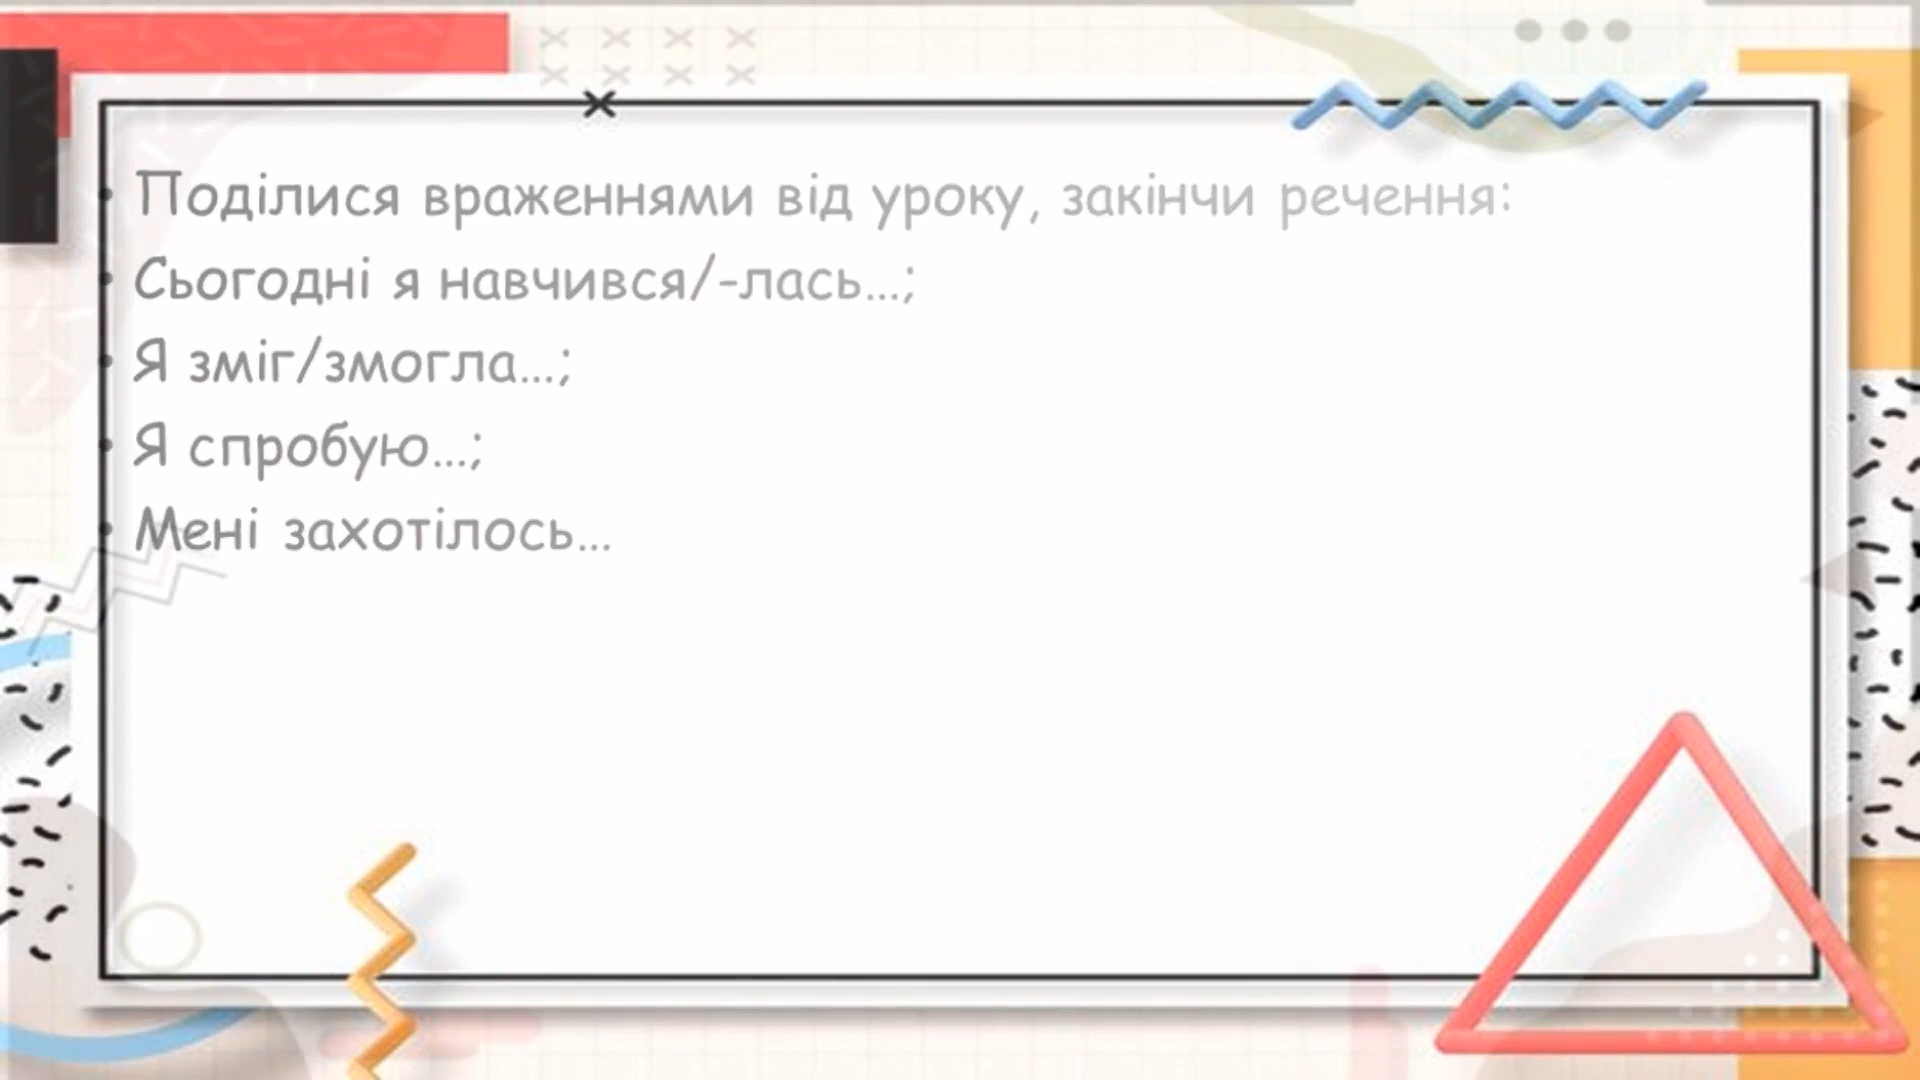 • Поділися враженнями від уроку, закінчи речення:
• Сьогодні я навчився/-лась…;
• Я зміг/змогла…;
• Я спробую…;
• Мені захотілось…